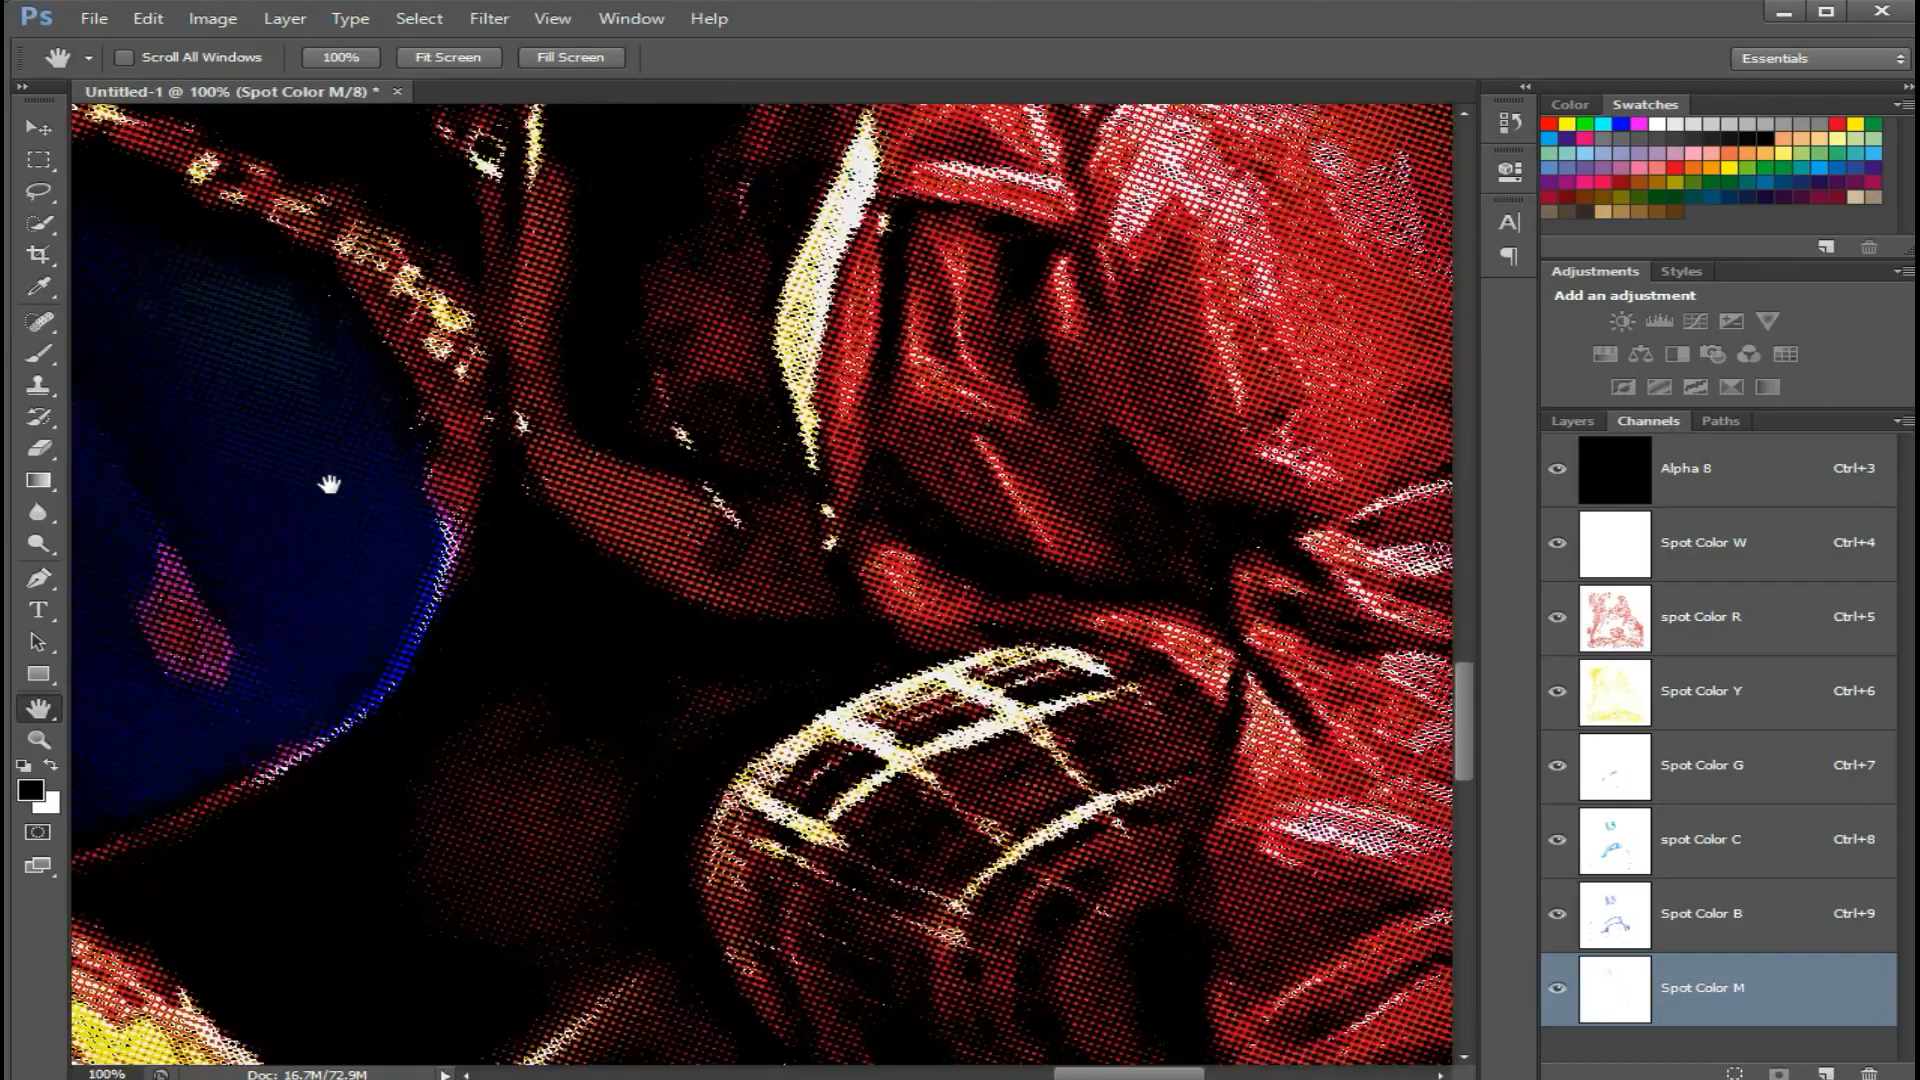 Ps File Edit Image Layer Type Select Filter View Window Help
Scroll All Windows 100% Fit Screen Fill Screen Essentials
Untitled-1 @ 100% (Spot Color M/8) * ×
Color Swatches
Adjustments Styles
Add an adjustment
Layers Channels Paths
Alpha 8 Ctrl+3
Spot Color W Ctrl+4
spot Color R Ctrl+5
Spot Color Y Ctrl+6
Spot Color G Ctrl+7
spot Color C Ctrl+8
Spot Color B Ctrl+9
Spot Color M
100% Doc: 16.7M/72.9M